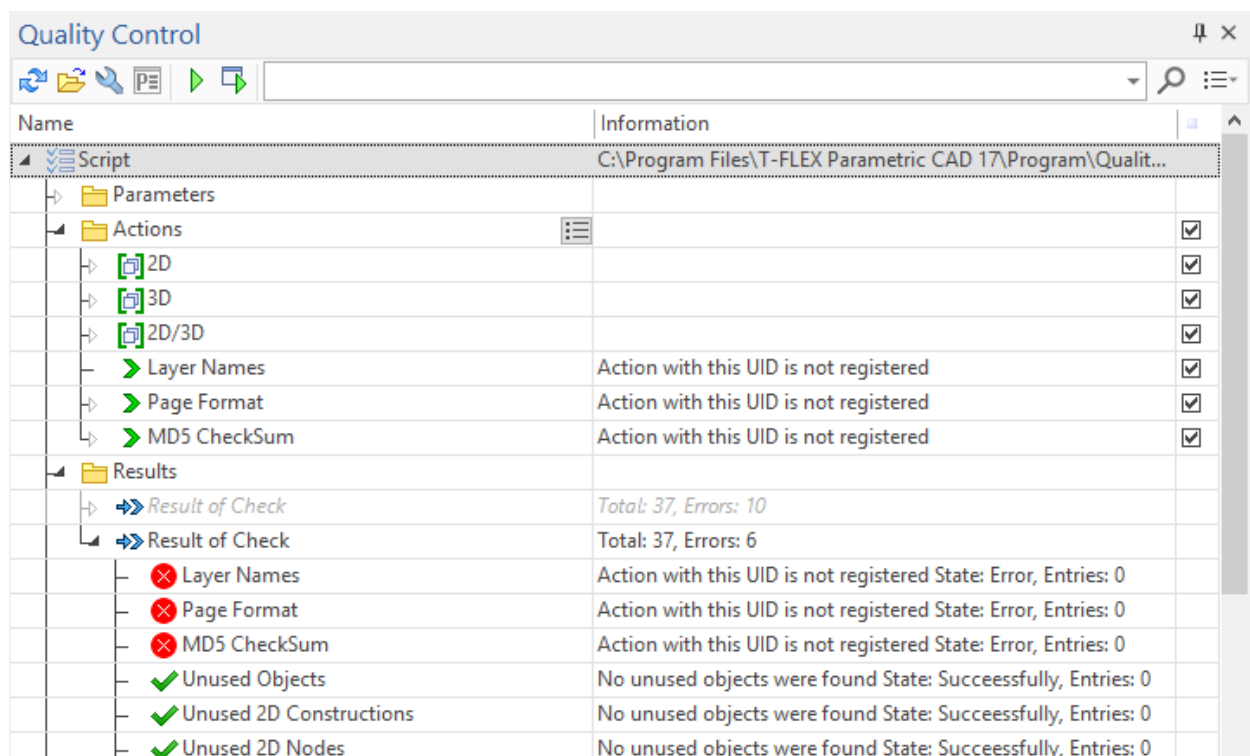 Quality Control
Name Information
Script C:\Program Files\T-FLEX Parametric CAD 17\Program\Qualit...
Parameters
Actions
2D
3D
2D/3D
Layer Names Action with this UID is not registered
Page Format Action with this UID is not registered
MD5 CheckSum Action with this UID is not registered
Results
Result of Check Total: 37, Errors: 10
Result of Check Total: 37, Errors: 6
Layer Names Action with this UID is not registered State: Error, Entries: 0
Page Format Action with this UID is not registered State: Error, Entries: 0
MD5 CheckSum Action with this UID is not registered State: Error, Entries: 0
Unused Objects No unused objects were found State: Succeessfully, Entries: 0
Unused 2D Constructions No unused objects were found State: Succeessfully, Entries: 0
Unused 2D Nodes No unused objects were found State: Succeessfully, Entries: 0